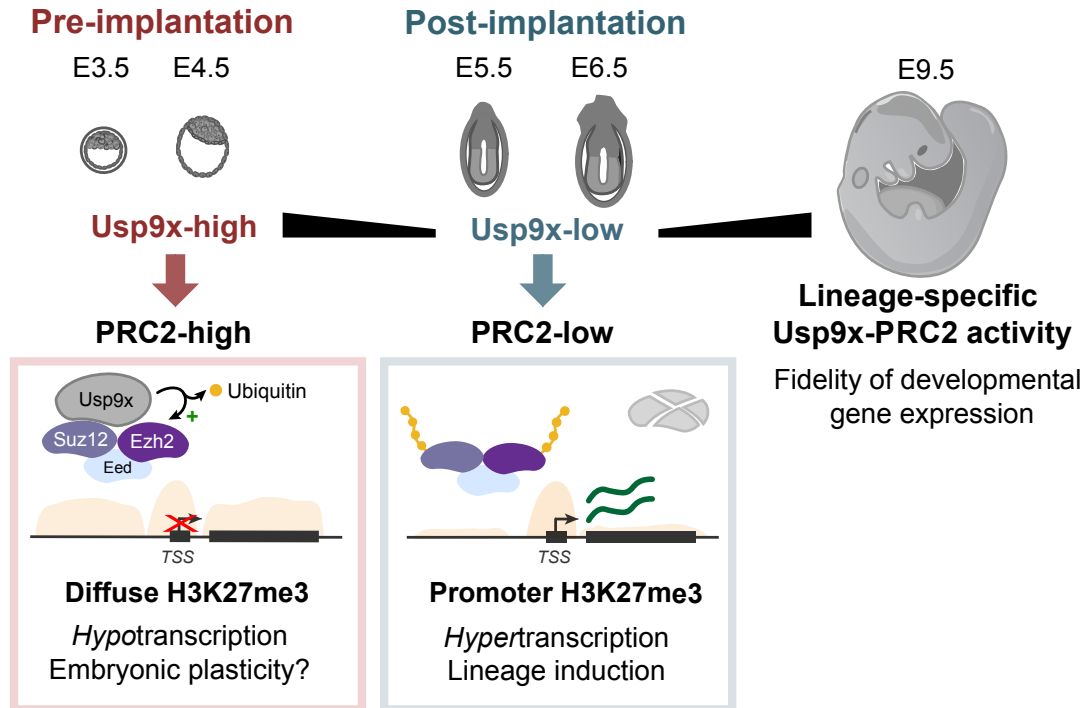 Pre-implantation
Post-implantation
E3.5
E4.5
E5.5
E6.5
E9.5
Usp9x-high
Usp9x-low
PRC2-high
PRC2-low
Lineage-specific
Usp9x-PRC2 activity
Fidelity of developmental
gene expression
Usp9x
Ubiquitin
+
Suz12
Ezh2
Eed
TSS
Diffuse H3K27me3
Hypotranscription
Embryonic plasticity?
TSS
Promoter H3K27me3
Hypertranscription
Lineage induction